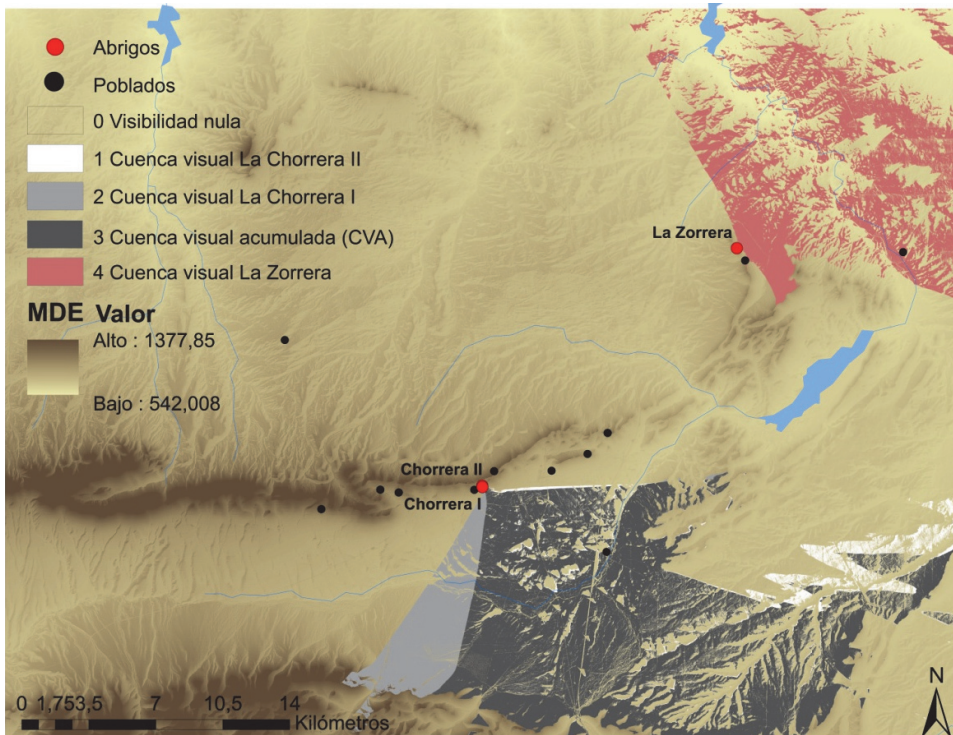 Abrigos
Poblados
0 Visibilidad nula
1 Cuenca visual La Chorrera II
2 Cuenca visual La Chorrera I
3 Cuenca visual acumulada (CVA)
4 Cuenca visual La Zorrera
MDE Valor
Alto : 1377,85
Bajo : 542,008
La Zorrera
Chorrera II
Chorrera I
N
0 1,75 3,5 7 10,5 14
Kilómetros